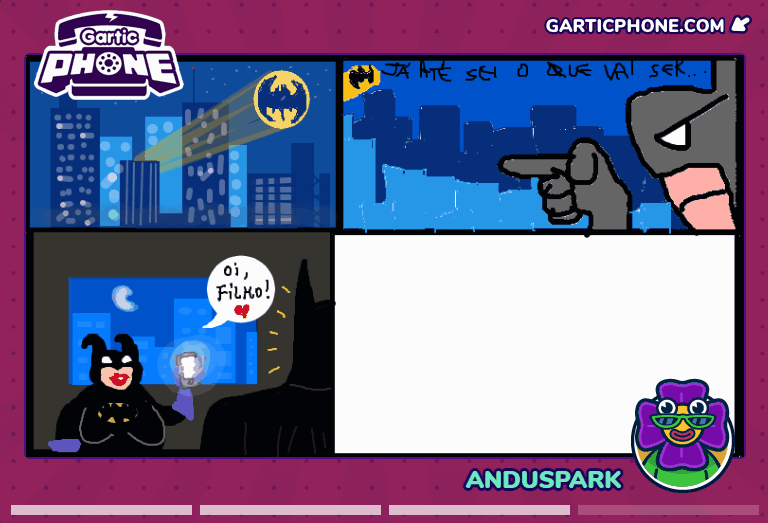 Gartic
PHONE
GARTICPHONE.COM
JÁ ATÉ SEI O QUE VAI SER...
Oi,
FiLHO!
ANDUSPARK